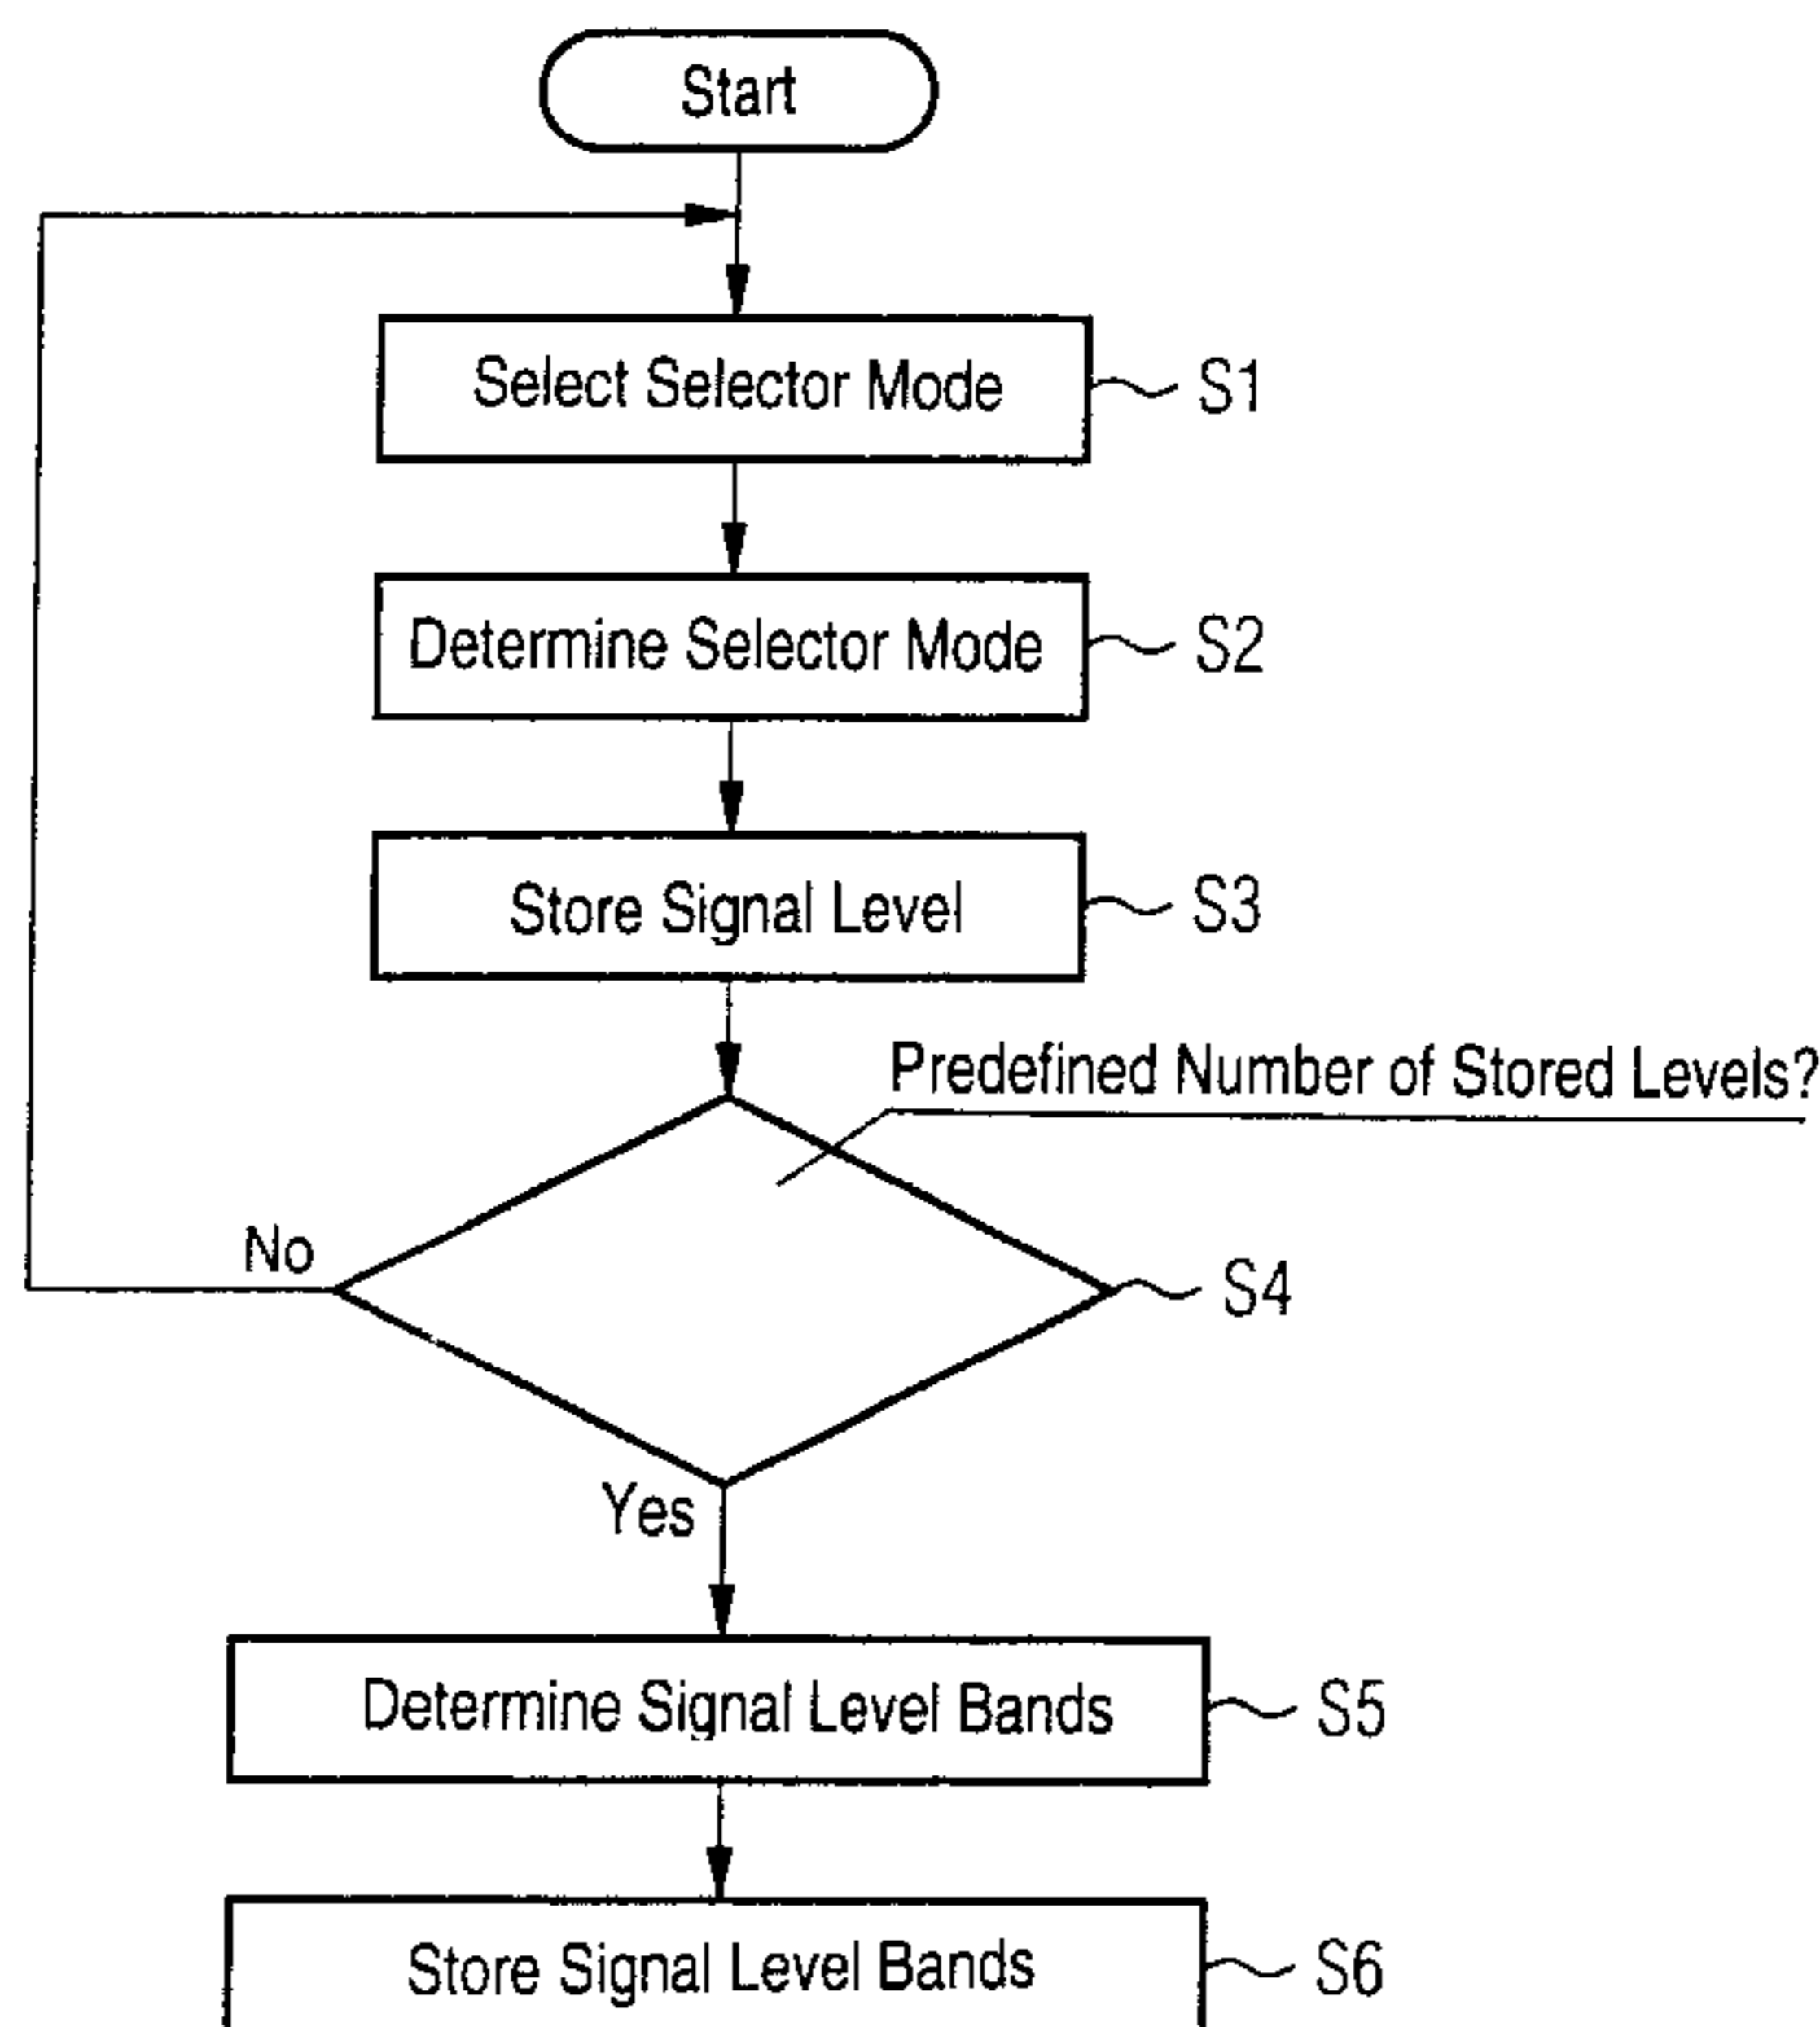 Start
Select Selector Mode
S1
Determine Selector Mode
S2
Store Signal Level
S3
Predefined Number of Stored Levels?
No
S4
Yes
Determine Signal Level Bands
S5
Store Signal Level Bands
S6